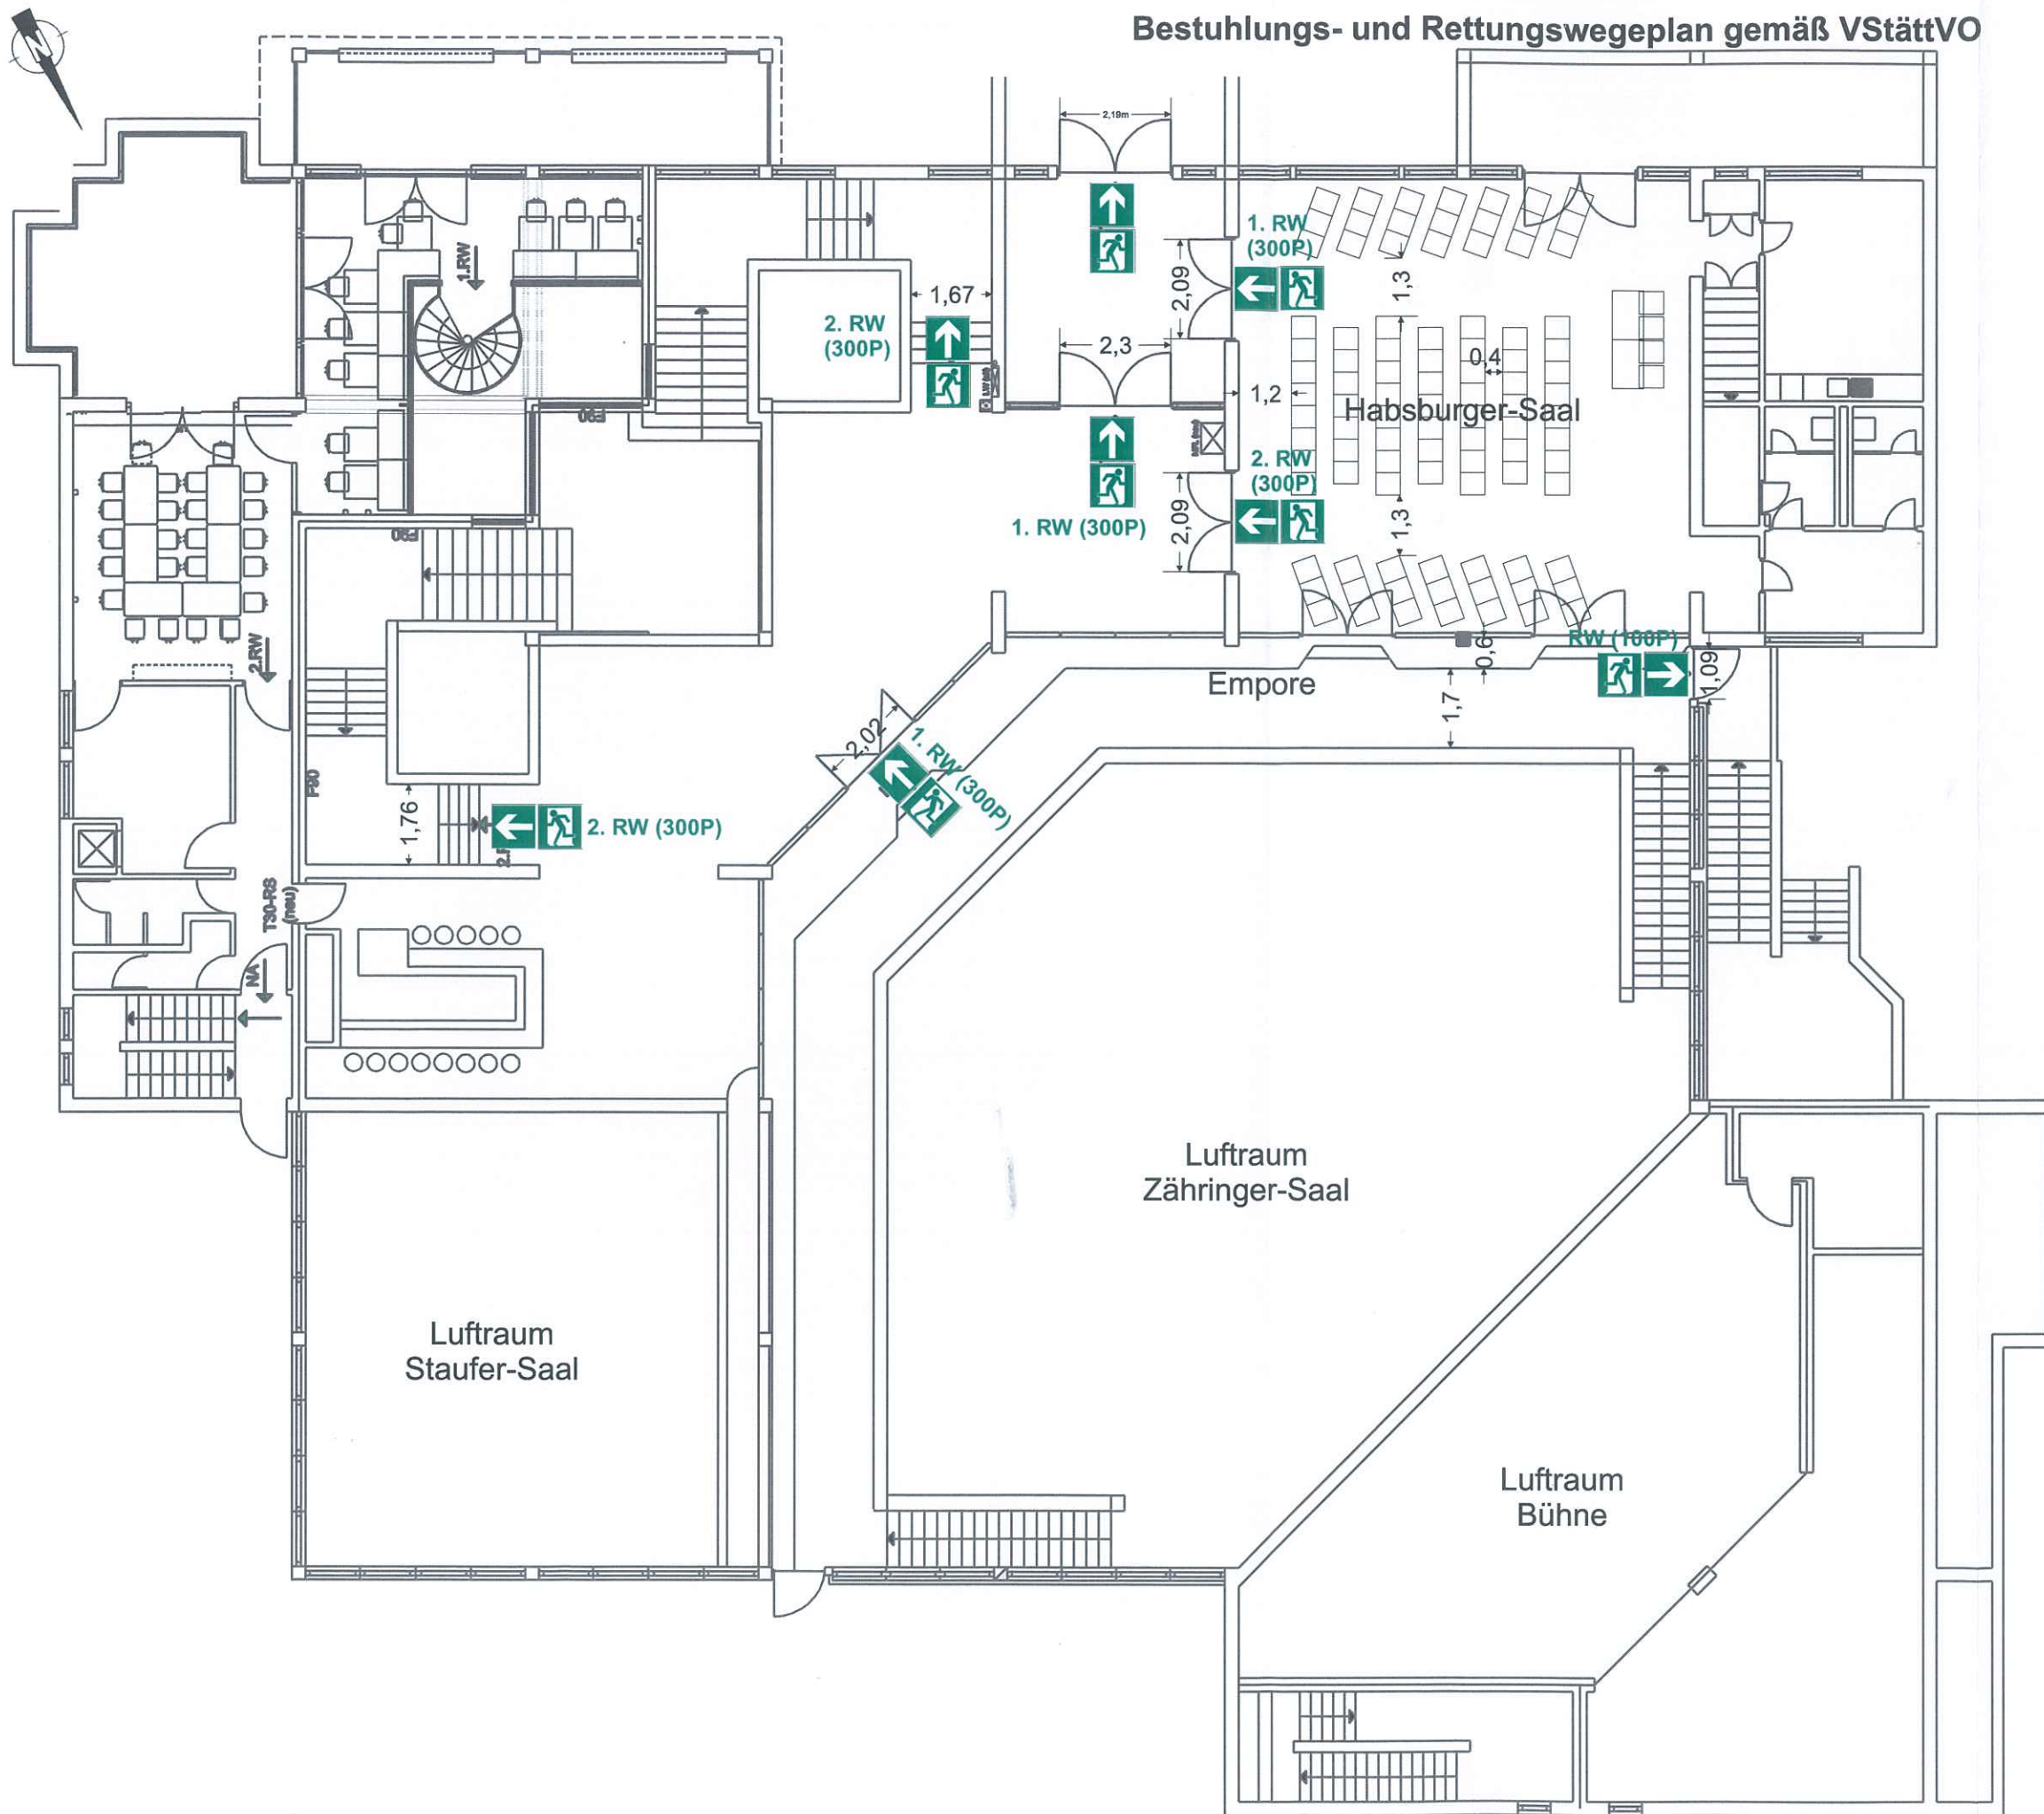 Bestuhlungs- und Rettungswegeplan gemäß VStättVO
N
2,19m
1.RW
1. RW
(300P)
2,09
1,3
1,67
2. RW
(300P)
2,3
0,4
1,2
Habsburger-Saal
F90
2. RW
(300P)
1. RW (300P)
2,09
1,3
F90
2.RW
RW (100P)
0,6
1,09
Empore
1,7
2,02
1. RW (300P)
F90
1,76
2. RW (300P)
T30-RS
(neu)
NA
Luftraum
Zähringer-Saal
Luftraum
Staufer-Saal
Luftraum
Bühne